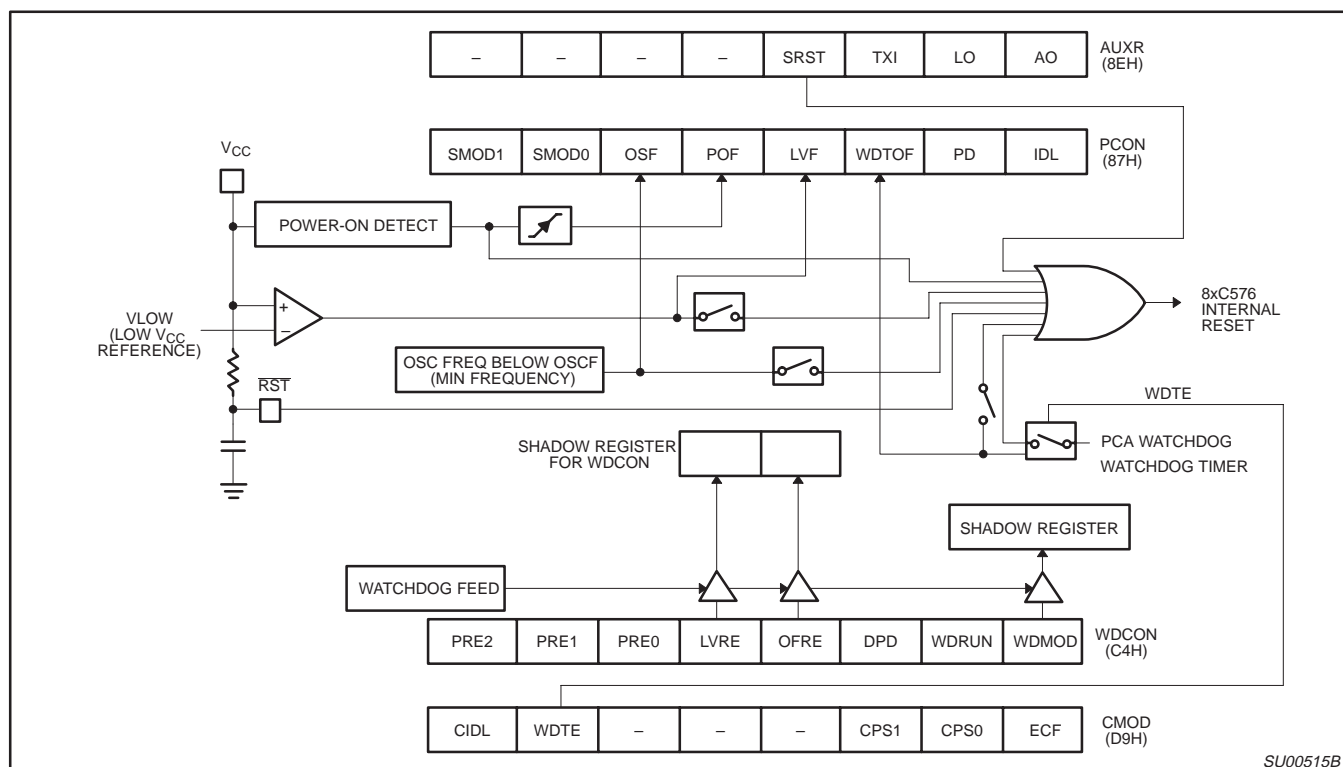 – – – – SRST TXI LO AO AUXR
(8EH)
SMOD1 SMOD0 OSF POF LVF WDTOF PD IDL PCON
(87H)
VCC
POWER-ON DETECT
+
–
VLOW
(LOW VCC
REFERENCE)
8xC576
INTERNAL
RESET
OSC FREQ BELOW OSCF
(MIN FREQUENCY)
RST
WDTE
PCA WATCHDOG
WATCHDOG TIMER
SHADOW REGISTER
FOR WDCON
SHADOW REGISTER
WATCHDOG FEED
PRE2 PRE1 PRE0 LVRE OFRE DPD WDRUN WDMOD WDCON
(C4H)
CIDL WDTE – – – CPS1 CPS0 ECF CMOD
(D9H)
SU00515B